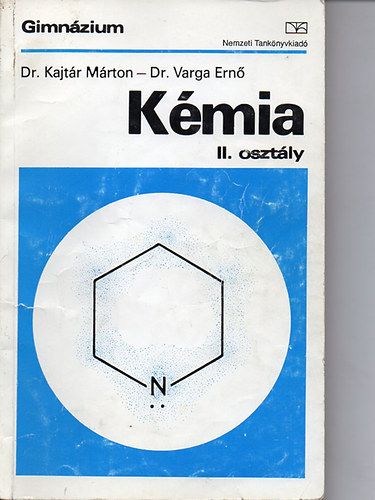 Gimnázium
Nemzeti Tankönyvkiadó
Dr. Kajtár Márton – Dr. Varga Ernő
Kémia
II. osztály
N